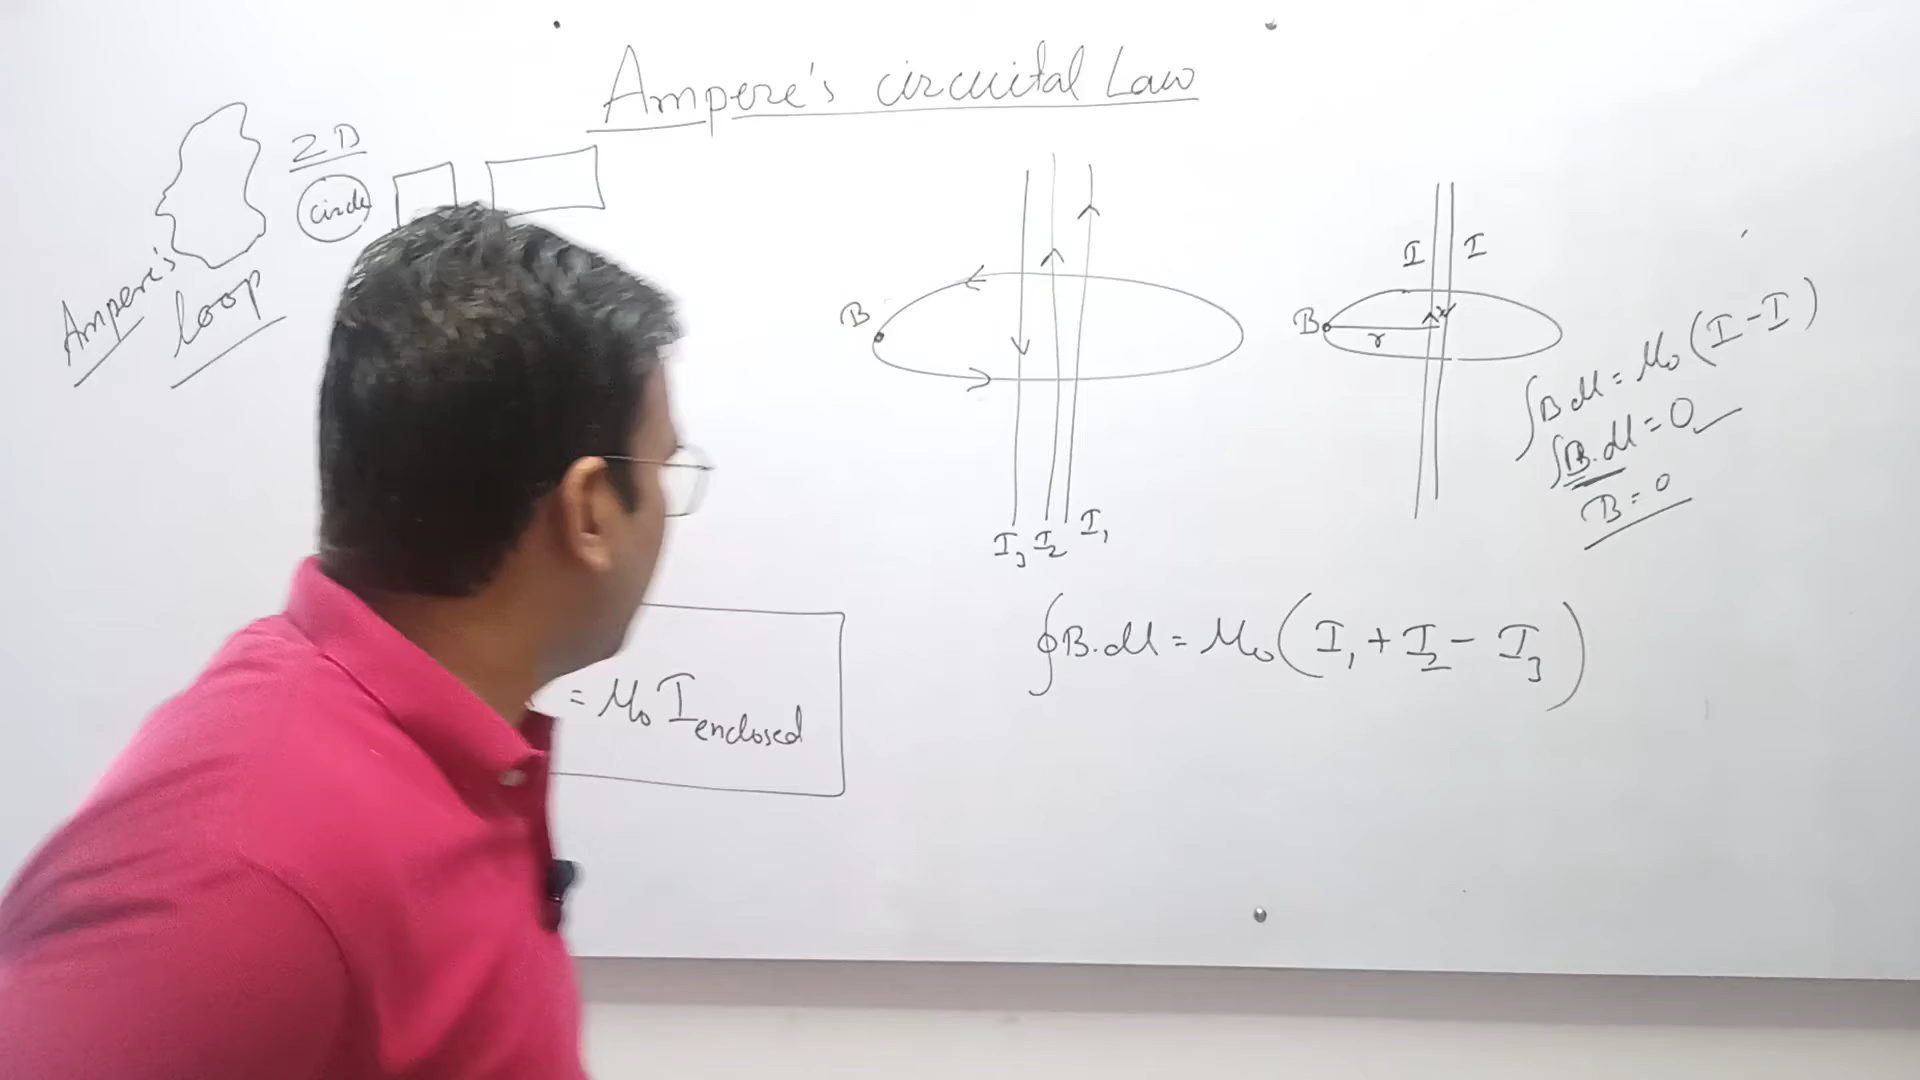 Ampere's circuital Law
2D
circle
Ampere's
loop
B
I₃ I₂ I₁
I I
B
r
∫B dl = μ₀ (I - I)
∫B.dl = 0
B = 0
∮B.dl = μ₀ (I₁ + I₂ - I₃)
= μ₀ I enclosed